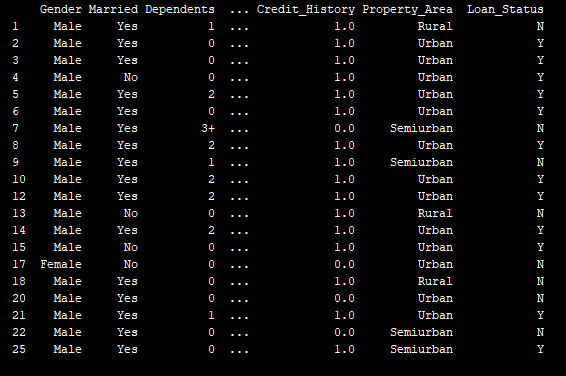 Gender Married Dependents ... Credit_History Property_Area Loan_Status
1 Male Yes 1 ... 1.0 Rural N
2 Male Yes 0 ... 1.0 Urban Y
3 Male Yes 0 ... 1.0 Urban Y
4 Male No 0 ... 1.0 Urban Y
5 Male Yes 2 ... 1.0 Urban Y
6 Male Yes 0 ... 1.0 Urban Y
7 Male Yes 3+ ... 0.0 Semiurban N
8 Male Yes 2 ... 1.0 Urban Y
9 Male Yes 1 ... 1.0 Semiurban N
10 Male Yes 2 ... 1.0 Urban Y
12 Male Yes 2 ... 1.0 Urban Y
13 Male No 0 ... 1.0 Rural N
14 Male Yes 2 ... 1.0 Urban Y
15 Male No 0 ... 1.0 Urban Y
17 Female No 0 ... 0.0 Urban N
18 Male Yes 0 ... 1.0 Rural N
20 Male Yes 0 ... 0.0 Urban N
21 Male Yes 1 ... 1.0 Urban Y
22 Male Yes 0 ... 0.0 Semiurban N
25 Male Yes 0 ... 1.0 Semiurban Y